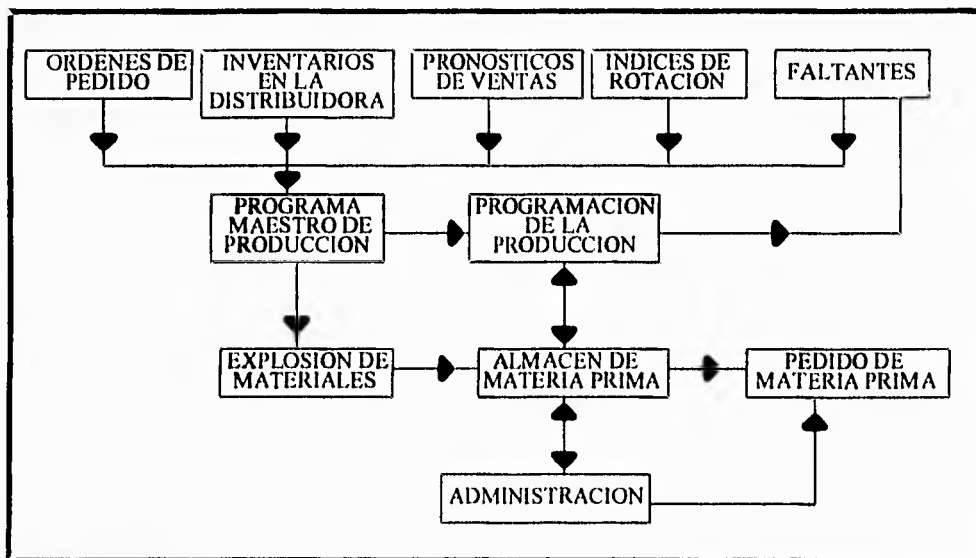 ORDENES DE
PEDIDO
INVENTARIOS
EN LA
DISTRIBUIDORA
PRONOSTICOS
DE VENTAS
INDICES DE
ROTACION
FALTANTES
PROGRAMA
MAESTRO DE
PRODUCCION
PROGRAMACION
DE LA
PRODUCCION
EXPLOSION DE
MATERIALES
ALMACEN DE
MATERIA PRIMA
PEDIDO DE
MATERIA PRIMA
ADMINISTRACION